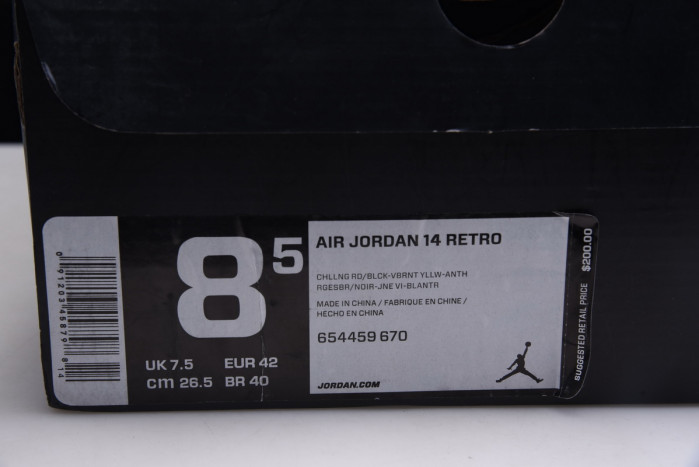 8 5
UK 7.5 EUR 42
cm 26.5 BR 40
AIR JORDAN 14 RETRO
CHLLNG RD/BLCK-VBRNT YLLW-ANTH
RGESBR/NOIR-JNE VI-BLANTR
MADE IN CHINA / FABRIQUE EN CHINE /
HECHO EN CHINA
654459 670
JORDAN.COM
SUGGESTED RETAIL PRICE $200.00